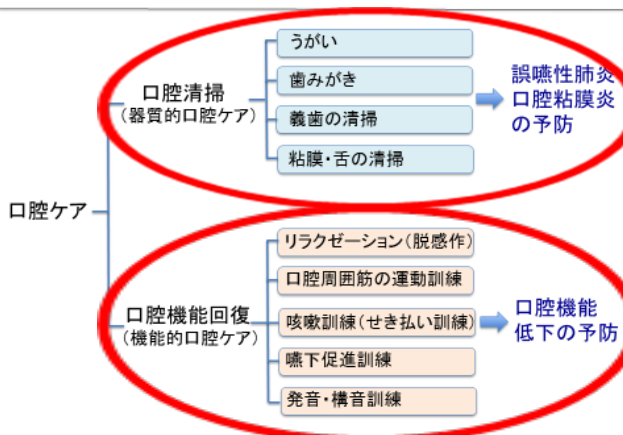 口腔ケア
口腔清掃
(器質的口腔ケア)
うがい
歯みがき
義歯の清掃
粘膜・舌の清掃
誤嚥性肺炎
口腔粘膜炎
の予防
口腔機能回復
(機能的口腔ケア)
リラクゼーション(脱感作)
口腔周囲筋の運動訓練
咳嗽訓練(せき払い訓練)
嚥下促進訓練
発音・構音訓練
口腔機能
低下の予防